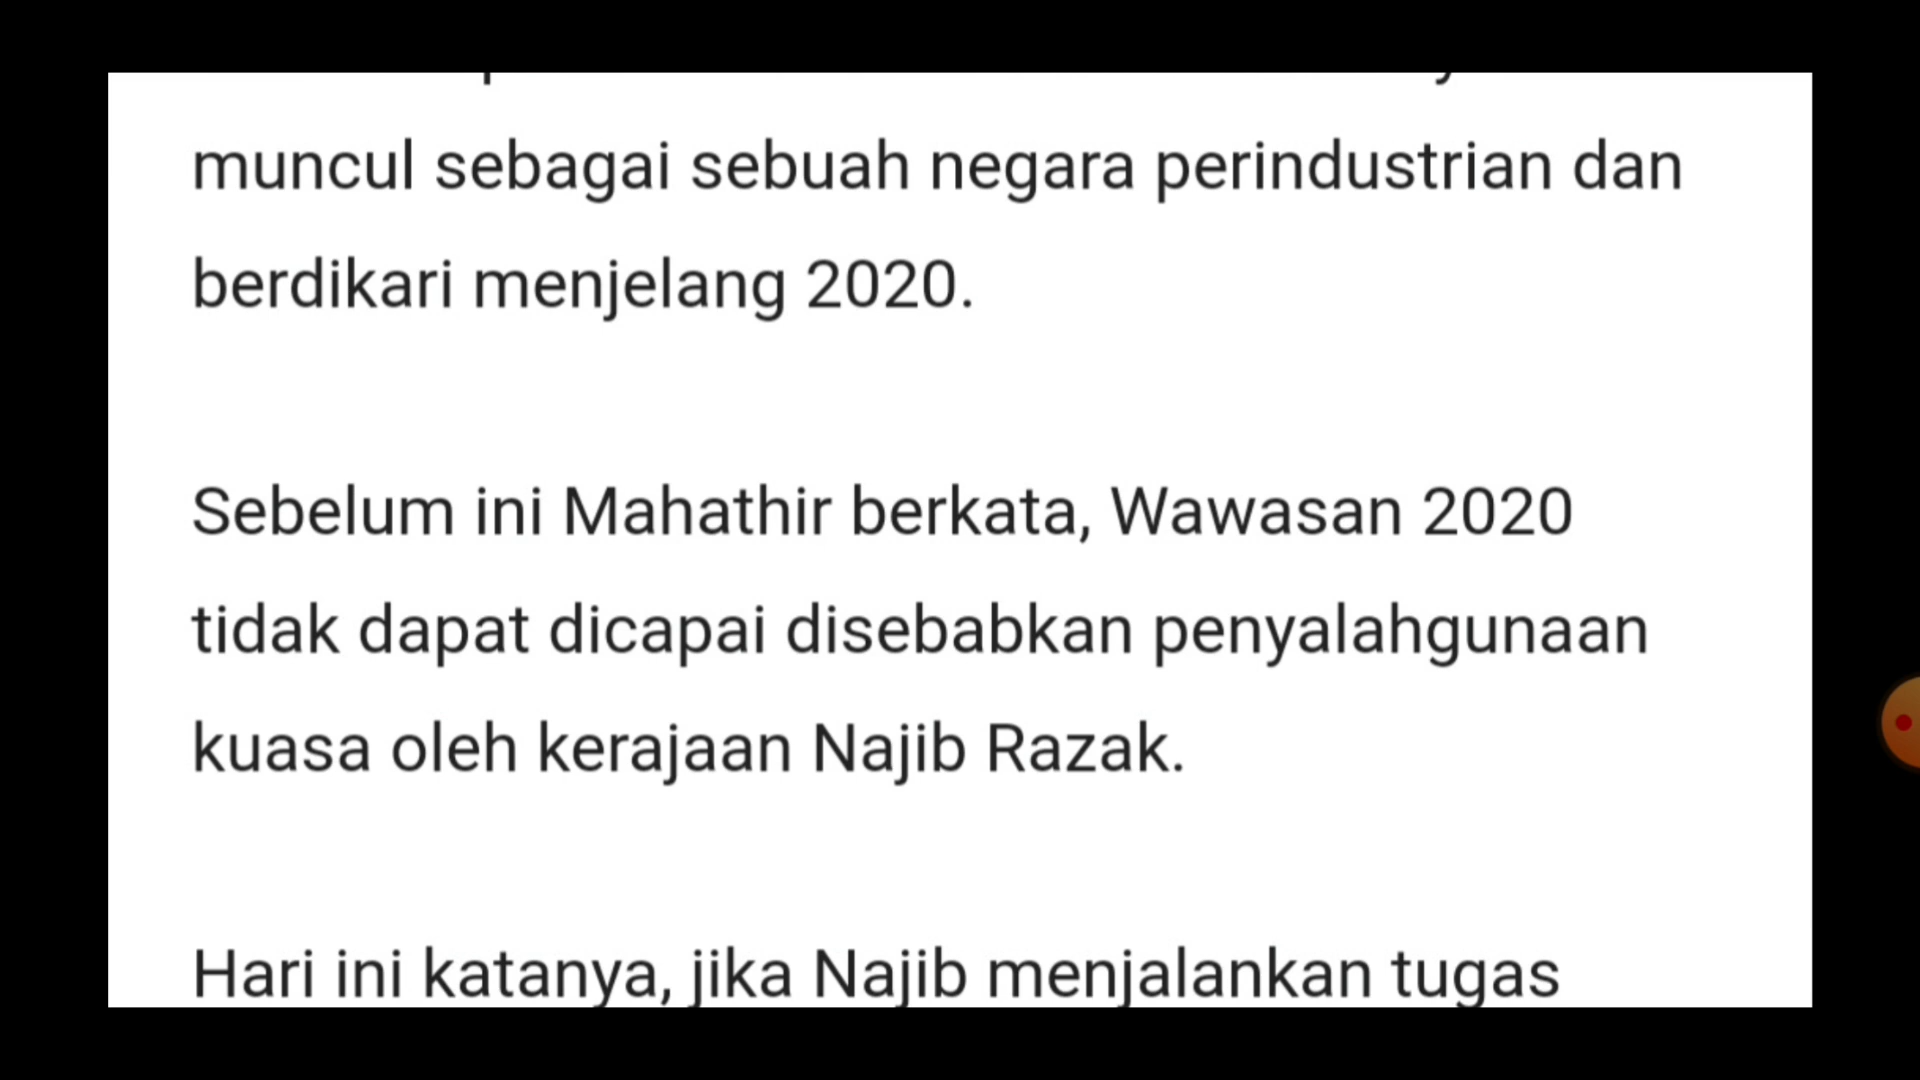 muncul sebagai sebuah negara perindustrian dan
berdikari menjelang 2020.
Sebelum ini Mahathir berkata, Wawasan 2020
tidak dapat dicapai disebabkan penyalahgunaan
kuasa oleh kerajaan Najib Razak.
Hari ini katanya, jika Najib menjalankan tugas